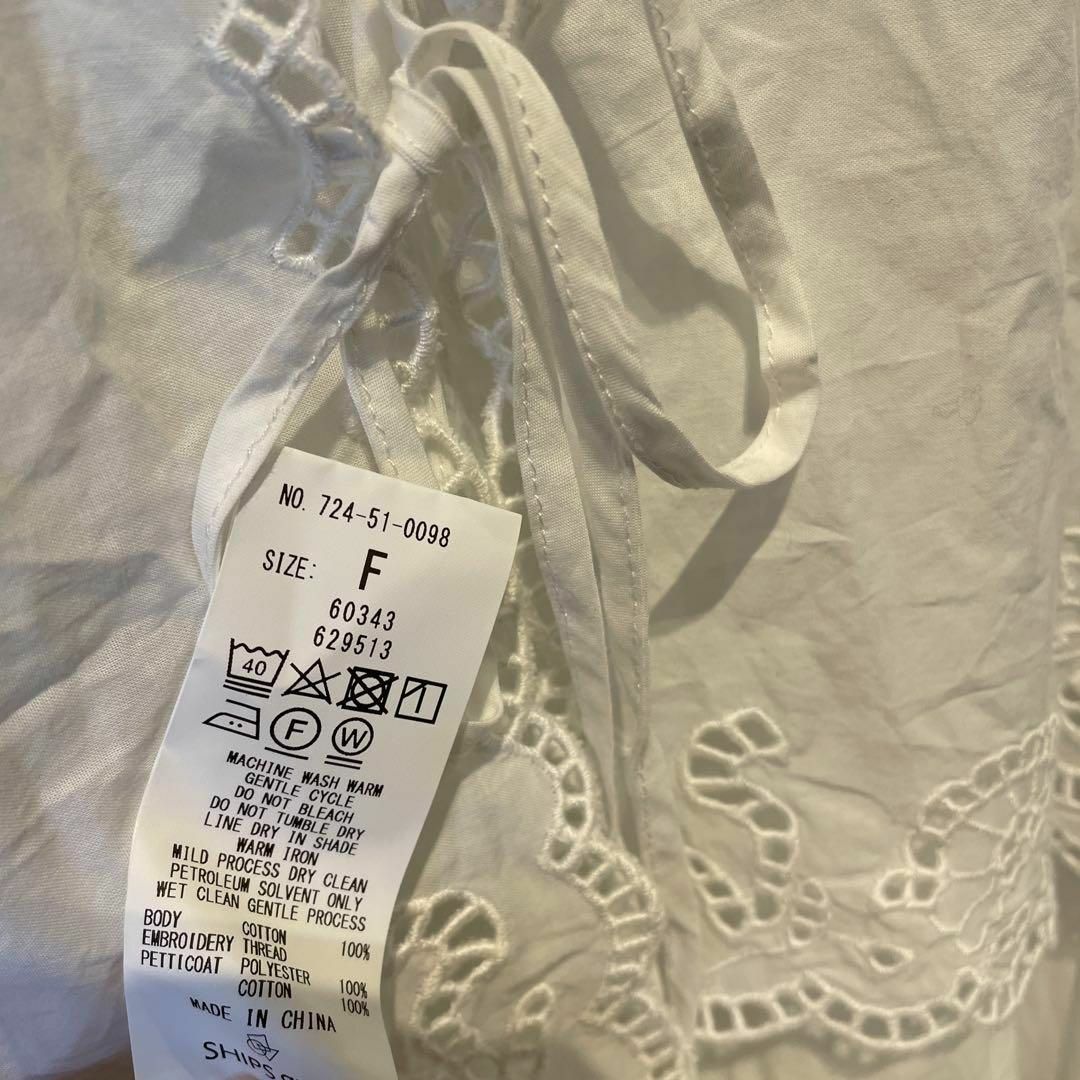 NO. 724-51-0098
SIZE: F
60343
629513
40
1
F W
MACHINE WASH WARM
GENTLE CYCLE
DO NOT BLEACH
DO NOT TUMBLE DRY
LINE DRY IN SHADE
WARM IRON
MILD PROCESS DRY CLEAN
PETROLEUM SOLVENT ONLY
WET CLEAN GENTLE PROCESS
BODY COTTON 100%
EMBROIDERY THREAD
PETTICOAT POLYESTER 100%
COTTON 100%
MADE IN CHINA
SHIPS